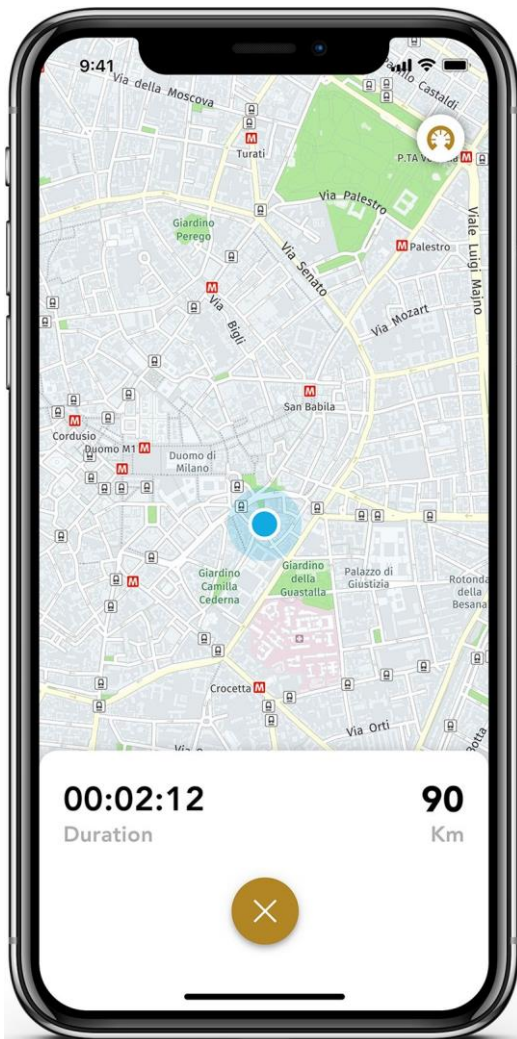 9:41
Castaldi
Via della Moscova
M
Turati
P.TA
M
Via Palestro
Giardino
Perego
M Palestro
Viale Luigi Majno
Via Senato
M
Via Bigli
Via Mozart
M
San Babila
M
Cordusio
Duomo M1 M
M
Duomo di
Milano
Giardino
Camilla
Cederna
M
Giardino
della
Guastalla
Palazzo di
Giustizia
Rotonda
della
Besana
Crocetta M
Via Orti
Botta
00:02:12
90
Duration
Km